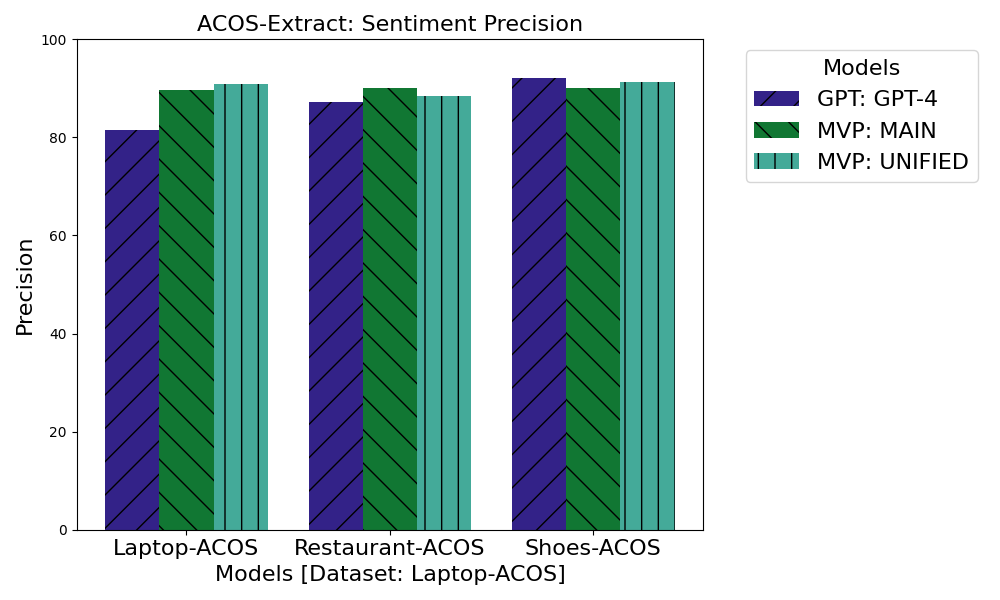 ACOS-Extract: Sentiment Precision
100
80
60
40
20
0
Precision
Laptop-ACOS Restaurant-ACOS Shoes-ACOS
Models [Dataset: Laptop-ACOS]
Models
GPT: GPT-4
MVP: MAIN
MVP: UNIFIED